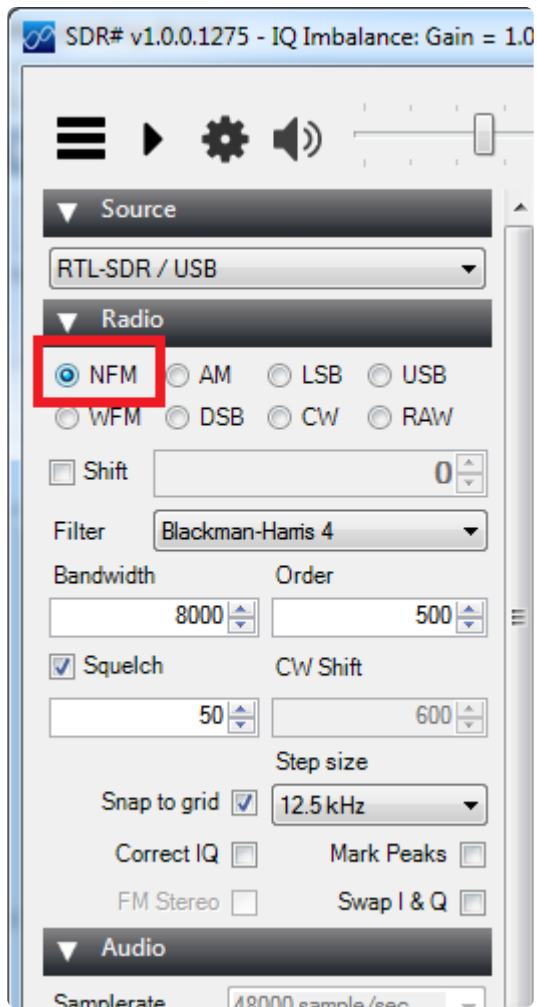 SDR# v1.0.0.1275 - IQ Imbalance: Gain = 1.0
Source
RTL-SDR / USB
Radio
NFM AM LSB USB
WFM DSB CW RAW
Shift 0
Filter Blackman-Harris 4
Bandwidth Order
8000 500
Squelch CW Shift
50 600
Step size
Snap to grid 12.5 kHz
Correct IQ Mark Peaks
FM Stereo Swap I & Q
Audio
Samplerate 48000 sample/sec